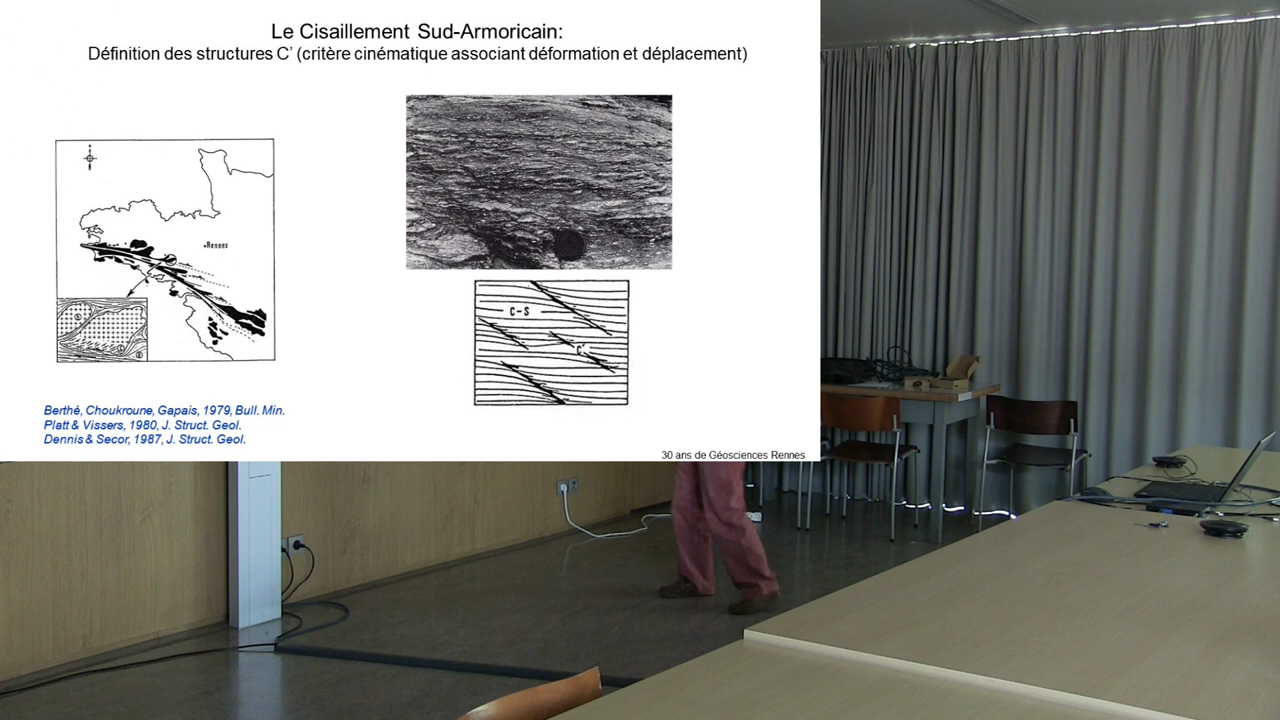 Le Cisaillement Sud-Armoricain:
Définition des structures C' (critère cinématique associant déformation et déplacement)
Rennes
C-S
C'
Berthé, Choukroune, Gapais, 1979, Bull. Min.
Platt & Vissers, 1980, J. Struct. Geol.
Dennis & Secor, 1987, J. Struct. Geol.
30 ans de Géosciences Rennes